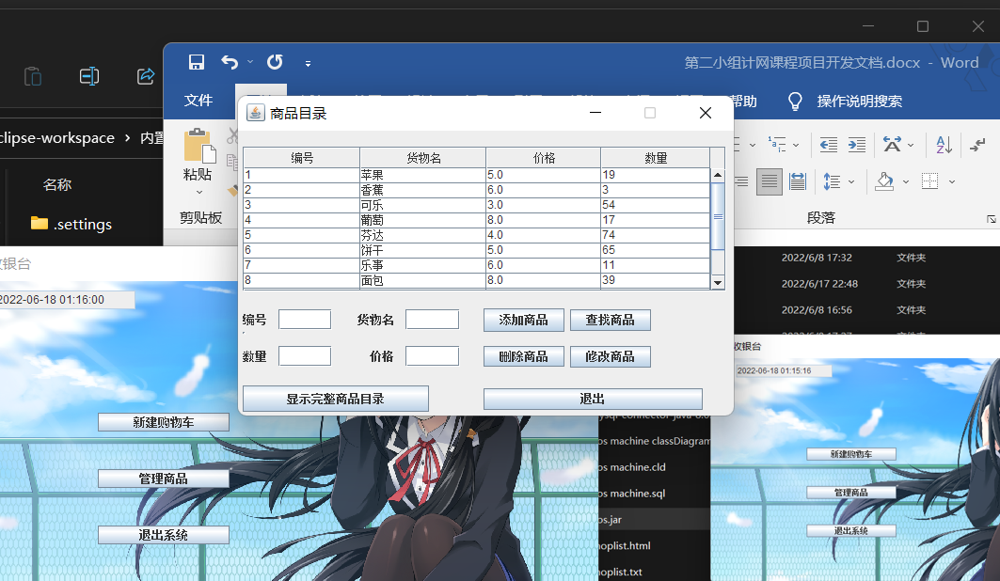 第二小组计网课程项目开发文档.docx - Word
文件
帮助
操作说明搜索
clipse-workspace
内置
名称
.settings
粘贴
剪贴板
段落
商品目录
编号 货物名 价格 数量
1 苹果 5.0 19
2 香蕉 6.0 3
3 可乐 3.0 54
4 葡萄 8.0 17
5 芬达 4.0 74
6 饼干 5.0 65
7 乐事 6.0 11
8 面包 8.0 39
编号 货物名 添加商品 查找商品
数量 价格 删除商品 修改商品
显示完整商品目录 退出
收银台
2022-06-18 01:16:00
新建购物车
管理商品
退出系统
2022/6/8 17:32 文件夹
2022/6/17 22:48 文件夹
2022/6/8 16:56 文件夹
os machine classDiagram
os machine.cld
os machine.sql
os.jar
hoplist.html
hoplist.txt
收银台
2022-06-18 01:15:16
新建购物车
管理商品
退出系统